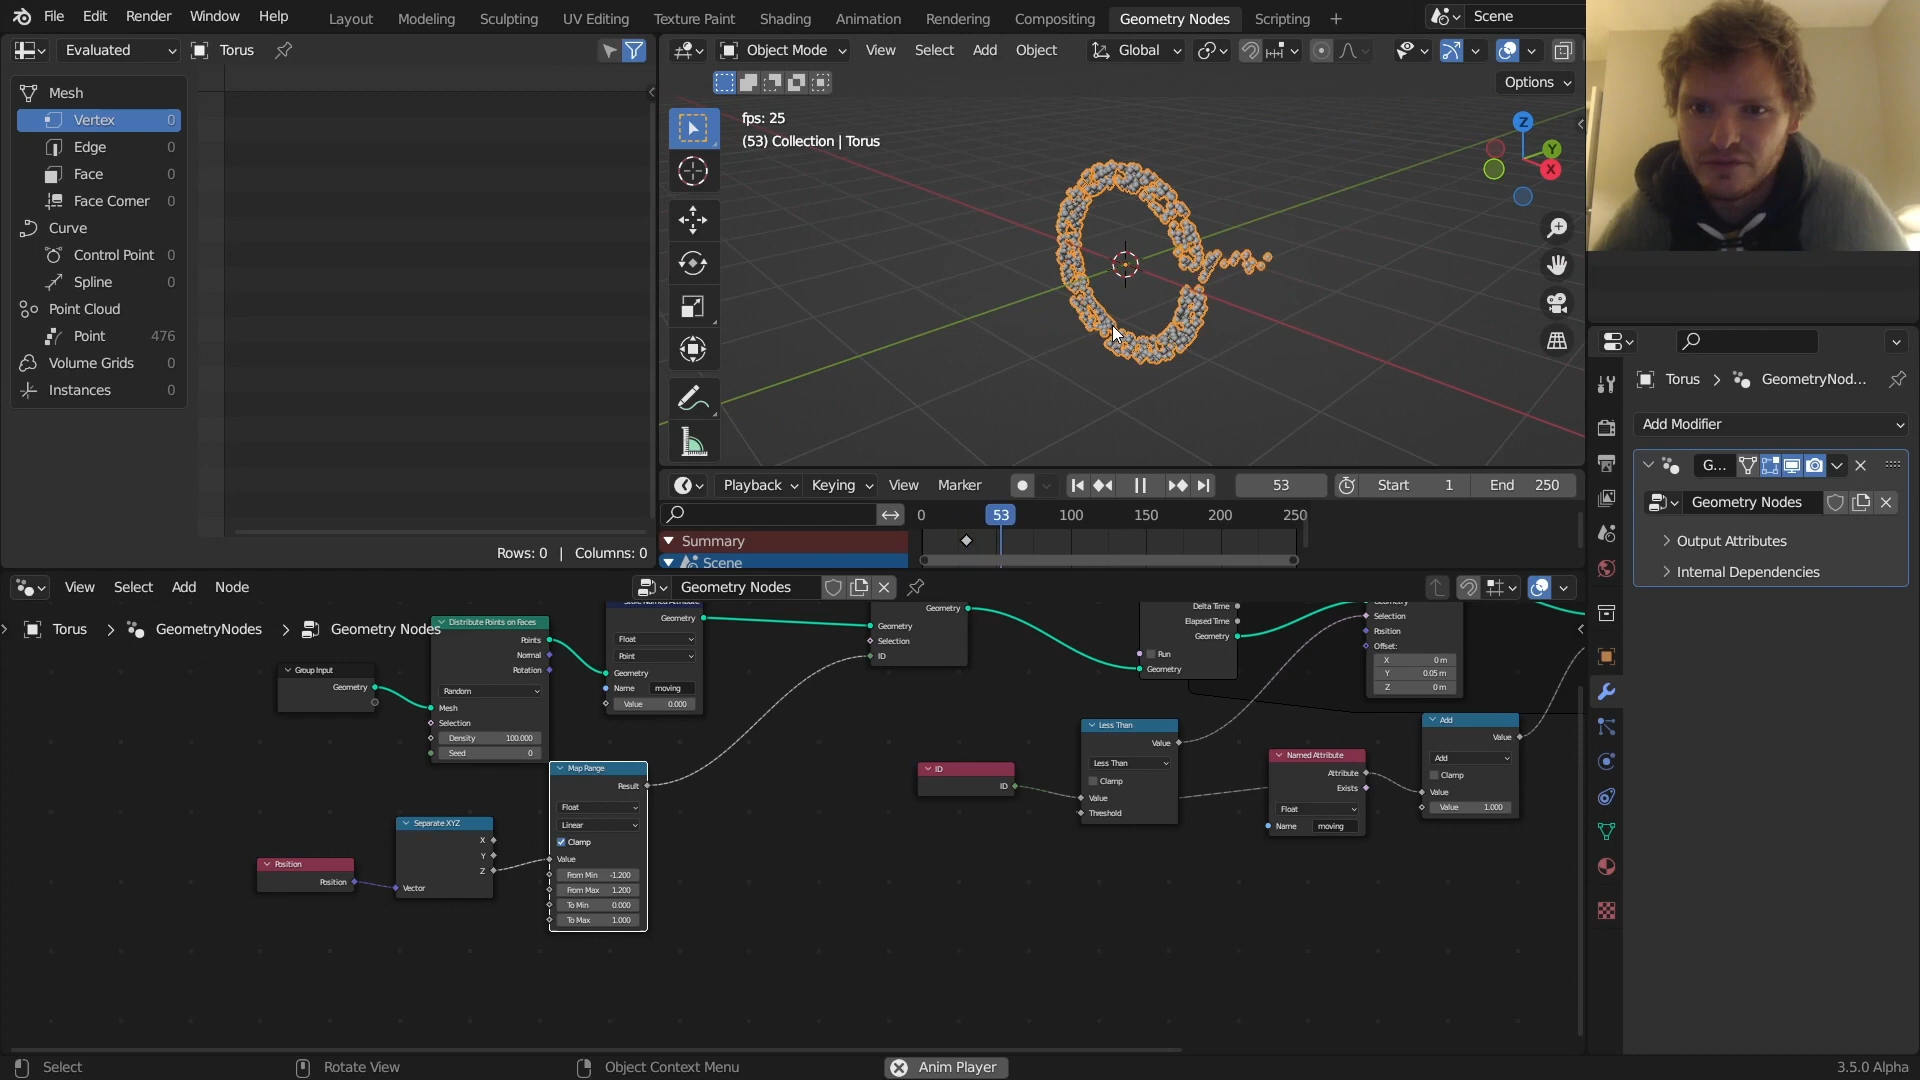 File Edit Render Window Help
Layout Modeling Sculpting UV Editing Texture Paint Shading Animation Rendering Compositing Geometry Nodes Scripting +
Scene
Evaluated Torus
Object Mode View Select Add Object Global
Options
Mesh
Vertex 0
Edge 0
Face 0
Face Corner 0
Curve
Control Point 0
Spline 0
Point Cloud
Point 476
Volume Grids 0
Instances 0
Rows: 0 | Columns: 0
fps: 25
(53) Collection | Torus
Z
Y
X
Playback Keying View Marker 53 Start 1 End 250
0 53 100 150 200 250
Summary
Scene
Torus > GeometryNod...
Add Modifier
G...
Geometry Nodes
Output Attributes
Internal Dependencies
View Select Add Node Geometry Nodes
Torus > GeometryNodes > Geometry Nodes
Group Input
Geometry
Distribute Points on Faces
Points
Normal
Rotation
Random
Mesh
Selection
Density 100.000
Seed 0
Store Named Attribute
Geometry
Float
Point
Geometry
Name moving
Value 0.000
Geometry
Geometry
Selection
ID
Position
Position
Separate XYZ
X
Y
Z
Vector
Map Range
Result
Float
Linear
Clamp
Value
From Min -1.200
From Max 1.200
To Min 0.000
To Max 1.000
ID
ID
Less Than
Value
Less Than
Clamp
Value
Threshold
Delta Time
Elapsed Time
Geometry
Run
Geometry
Geometry
Selection
Position
Offset:
X 0 m
Y 0.05 m
Z 0 m
Named Attribute
Attribute
Exists
Float
Name moving
Add
Value
Add
Clamp
Value
Value 1.000
Select Rotate View Object Context Menu Anim Player 3.5.0 Alpha